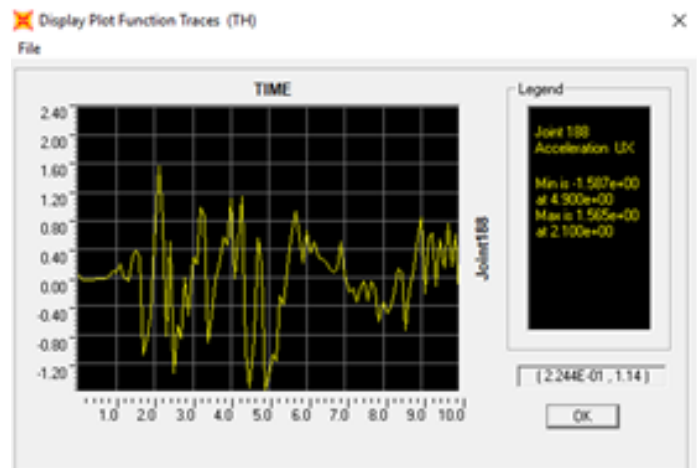 Display Plot Function Traces (TH)
File
TIME
Legend
2.40
2.00
1.60
1.20
0.80
0.40
0.00
-0.40
-0.80
-1.20
1.0 2.0 3.0 4.0 5.0 6.0 7.0 8.0 9.0 10.0
Joint188
Joint 188
Acceleration UX
Min is -1.587e+00
at 4.900e+00
Max is 1.565e+00
at 2.100e+00
( 2.244E-01 , 1.14 )
OK